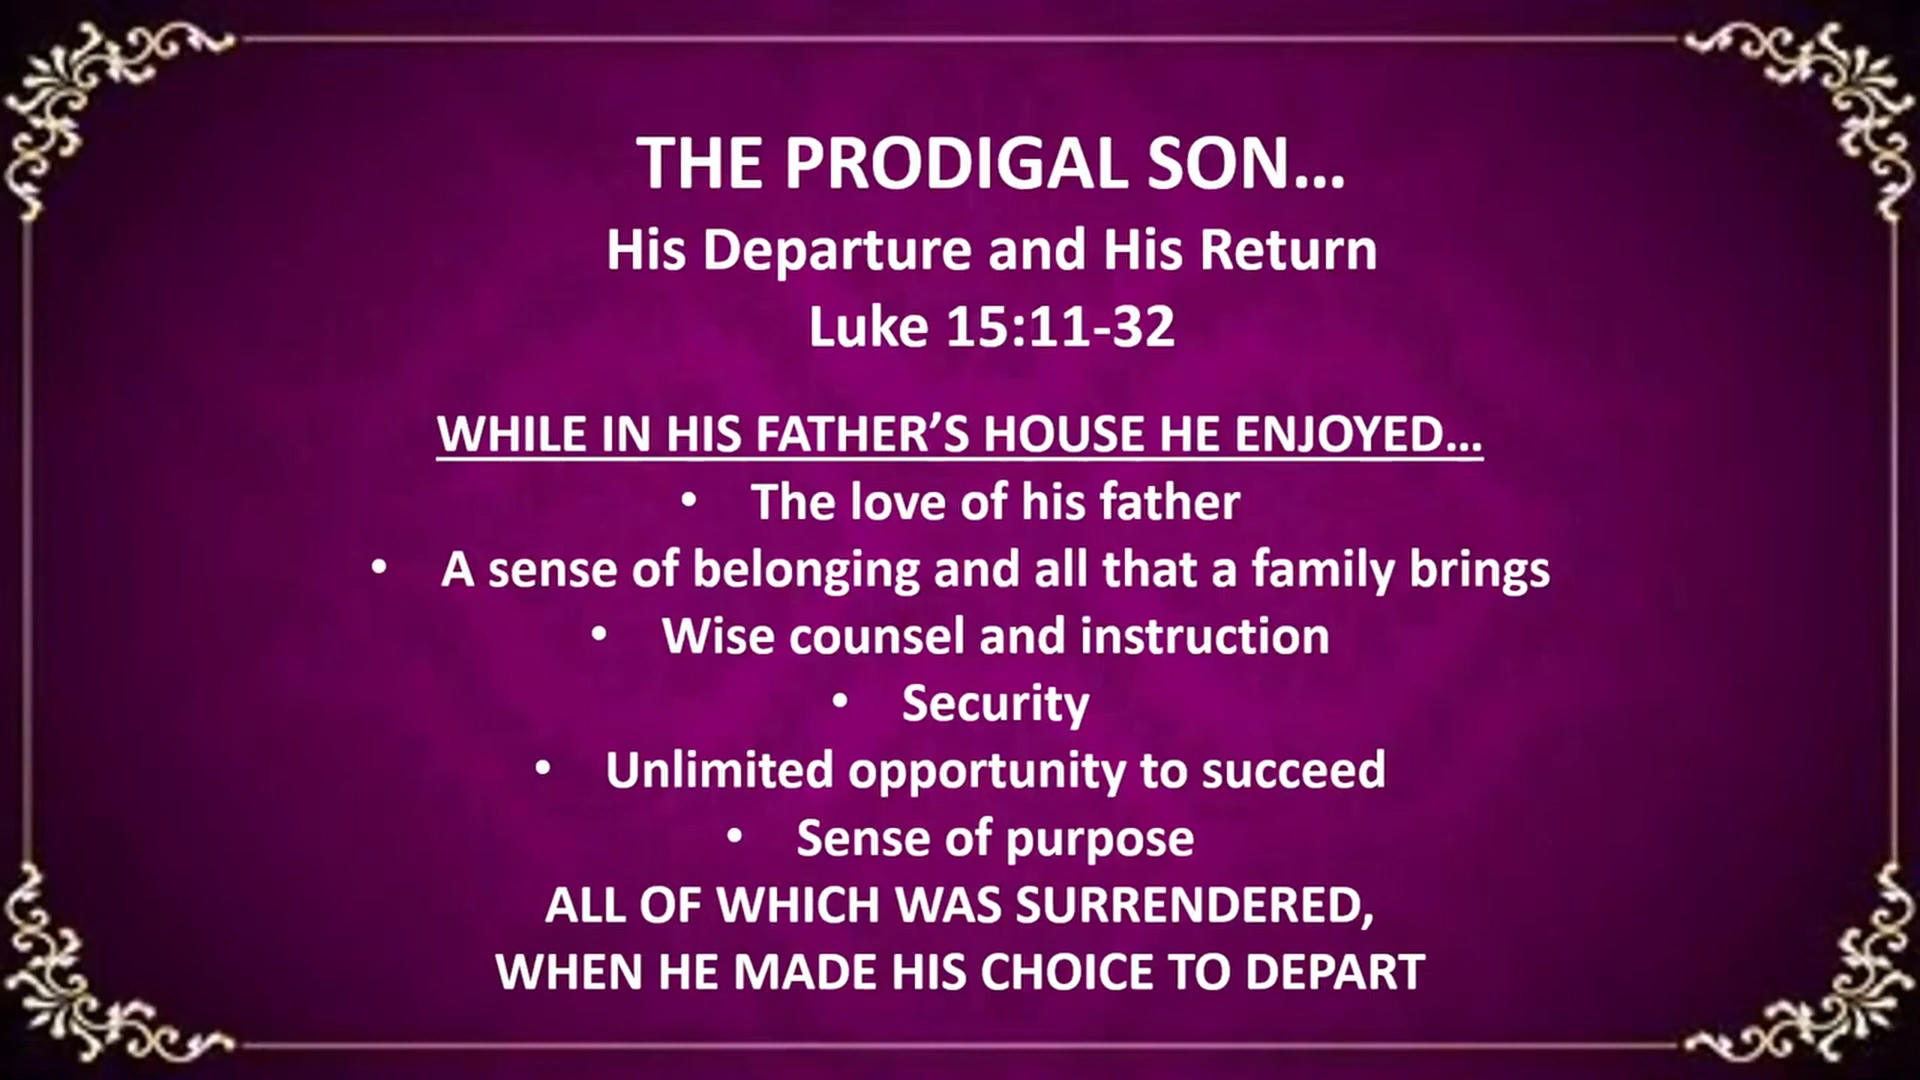 THE PRODIGAL SON...
His Departure and His Return
Luke 15:11-32
WHILE IN HIS FATHER’S HOUSE HE ENJOYED...
• The love of his father
• A sense of belonging and all that a family brings
• Wise counsel and instruction
• Security
• Unlimited opportunity to succeed
• Sense of purpose
ALL OF WHICH WAS SURRENDERED,
WHEN HE MADE HIS CHOICE TO DEPART